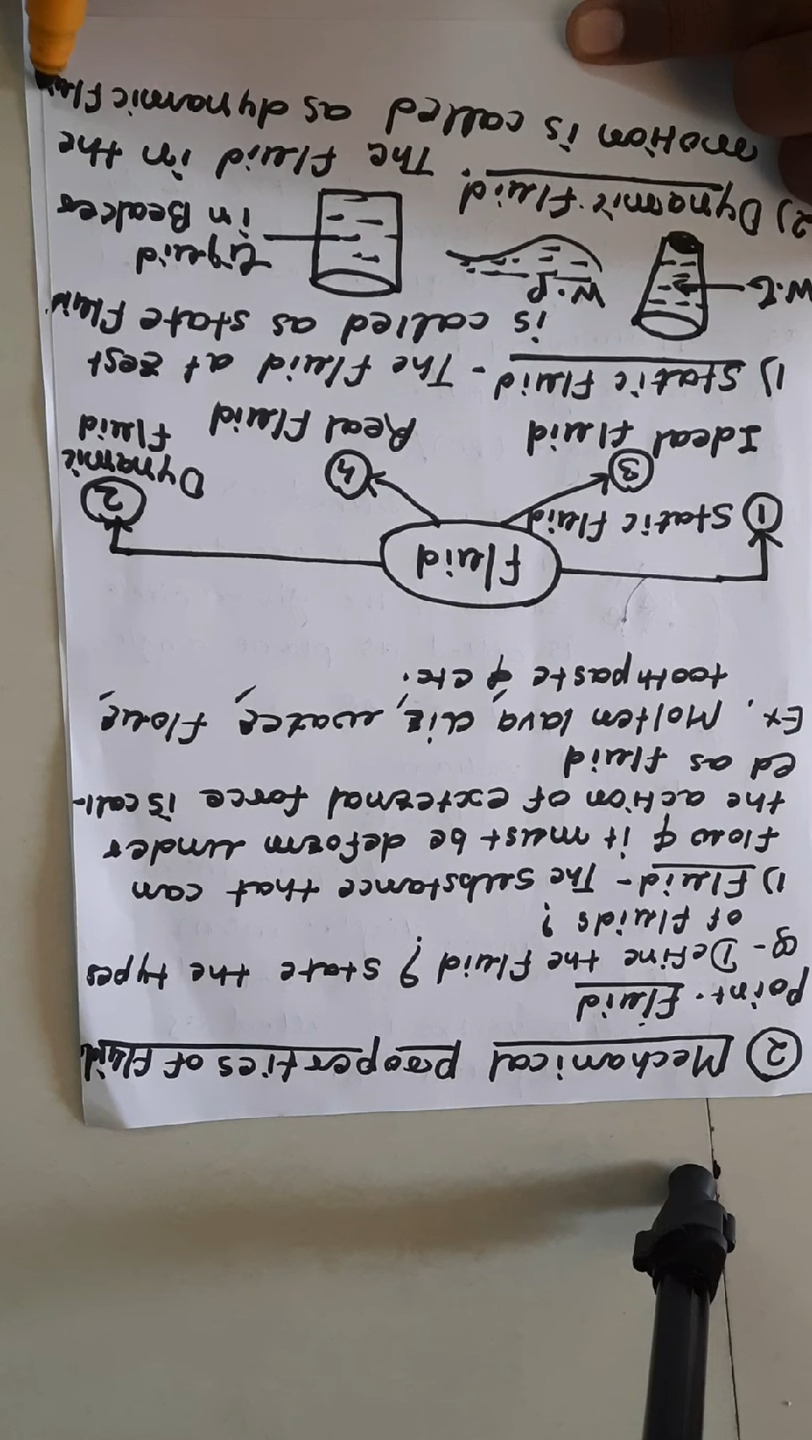 ② Mechanical properties of Fluid
Point. Fluid
Q- Define the Fluid? State the types
of fluids?
1) Fluid - The substance that can
flow & it must be deform under
the action of external force is call-
ed as fluid
Ex. Molten lava, air, water, flour,
toothpaste & etc.
Fluid
① Static Fluid
② Dynamic
Fluid
③ Ideal fluid
④ Real Fluid
1) Static Fluid - The fluid at rest
is called as state Fluid
W.T
W.P
Liquid
in Beaker
2) Dynamic Fluid. The fluid in the
motion is called as dynamic Flui